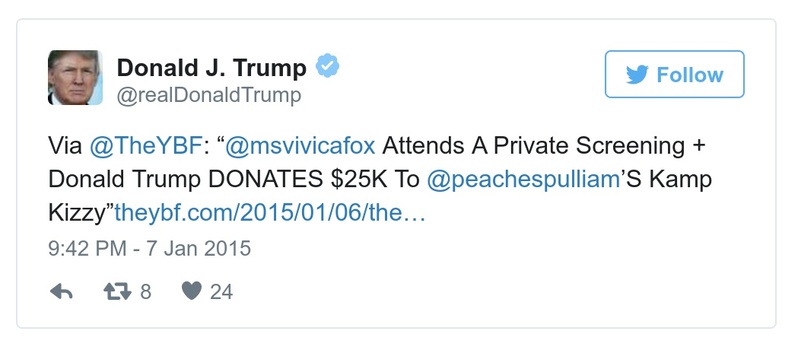 Donald J. Trump
@realDonaldTrump
Follow
Via @TheYBF: “@msvivicafox Attends A Private Screening +
Donald Trump DONATES $25K To @peachespulliam’S Kamp
Kizzy”theybf.com/2015/01/06/the…
9:42 PM - 7 Jan 2015
8 24